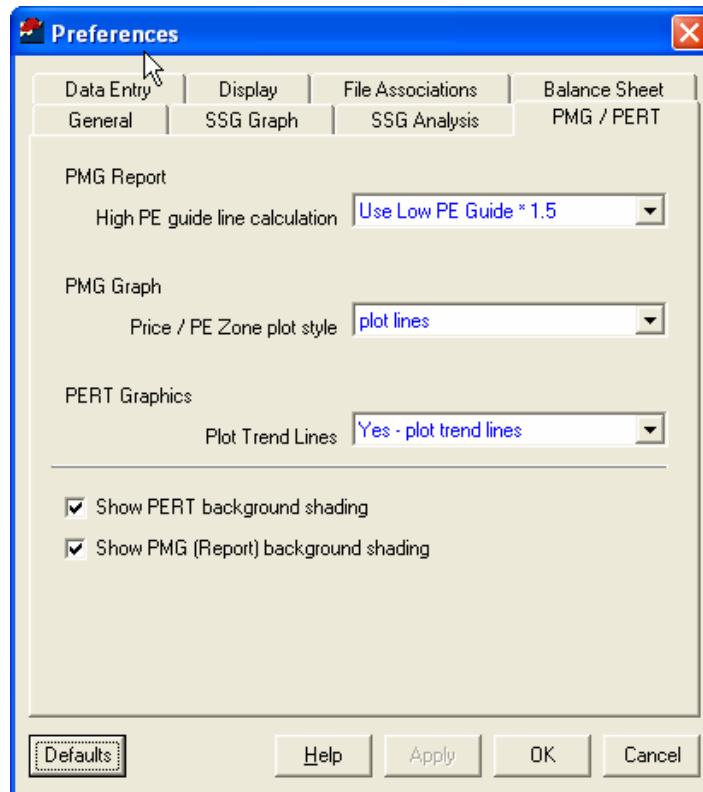 Preferences
Data Entry Display File Associations Balance Sheet
General SSG Graph SSG Analysis PMG / PERT
PMG Report
High PE guide line calculation Use Low PE Guide * 1.5
PMG Graph
Price / PE Zone plot style plot lines
PERT Graphics
Plot Trend Lines Yes - plot trend lines
Show PERT background shading
Show PMG (Report) background shading
Defaults Help Apply OK Cancel